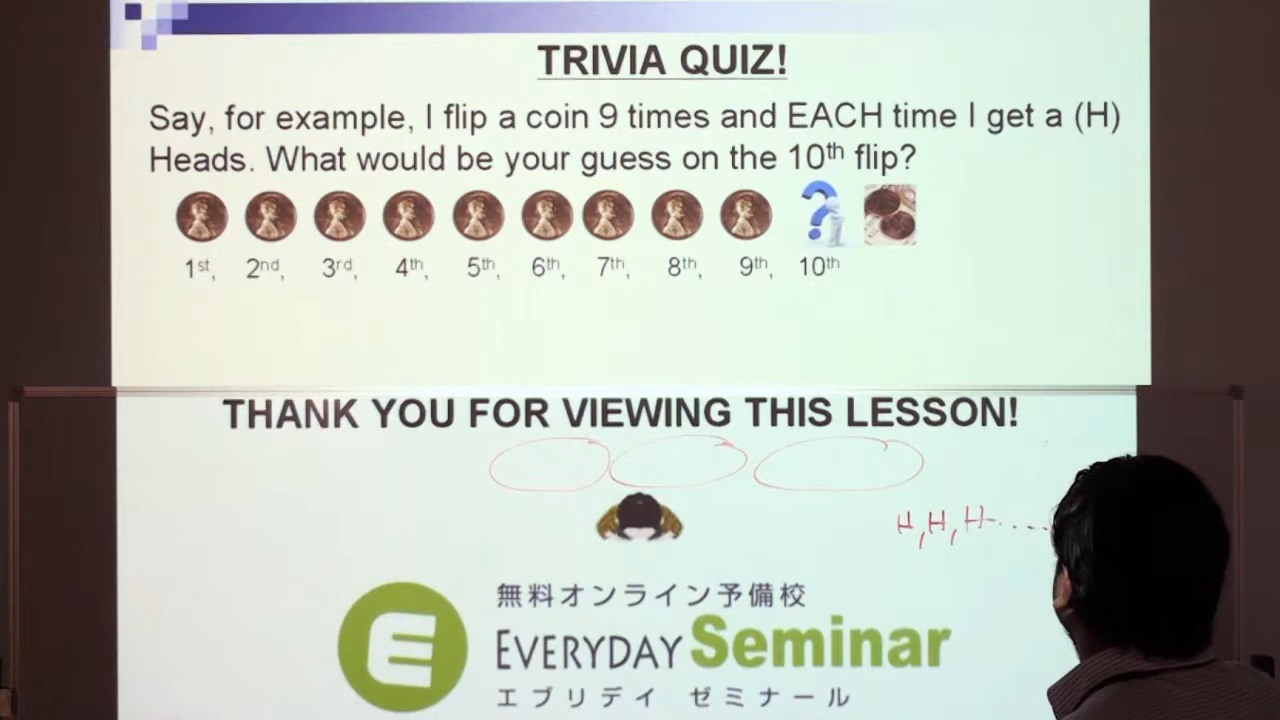 TRIVIA QUIZ!
Say, for example, I flip a coin 9 times and EACH time I get a (H)
Heads. What would be your guess on the 10th flip?
1st, 2nd, 3rd, 4th, 5th, 6th, 7th, 8th, 9th, 10th
THANK YOU FOR VIEWING THIS LESSON!
H, H, H.....
無料オンライン予備校
E EVERYDAY Seminar
エブリデイ ゼミナール